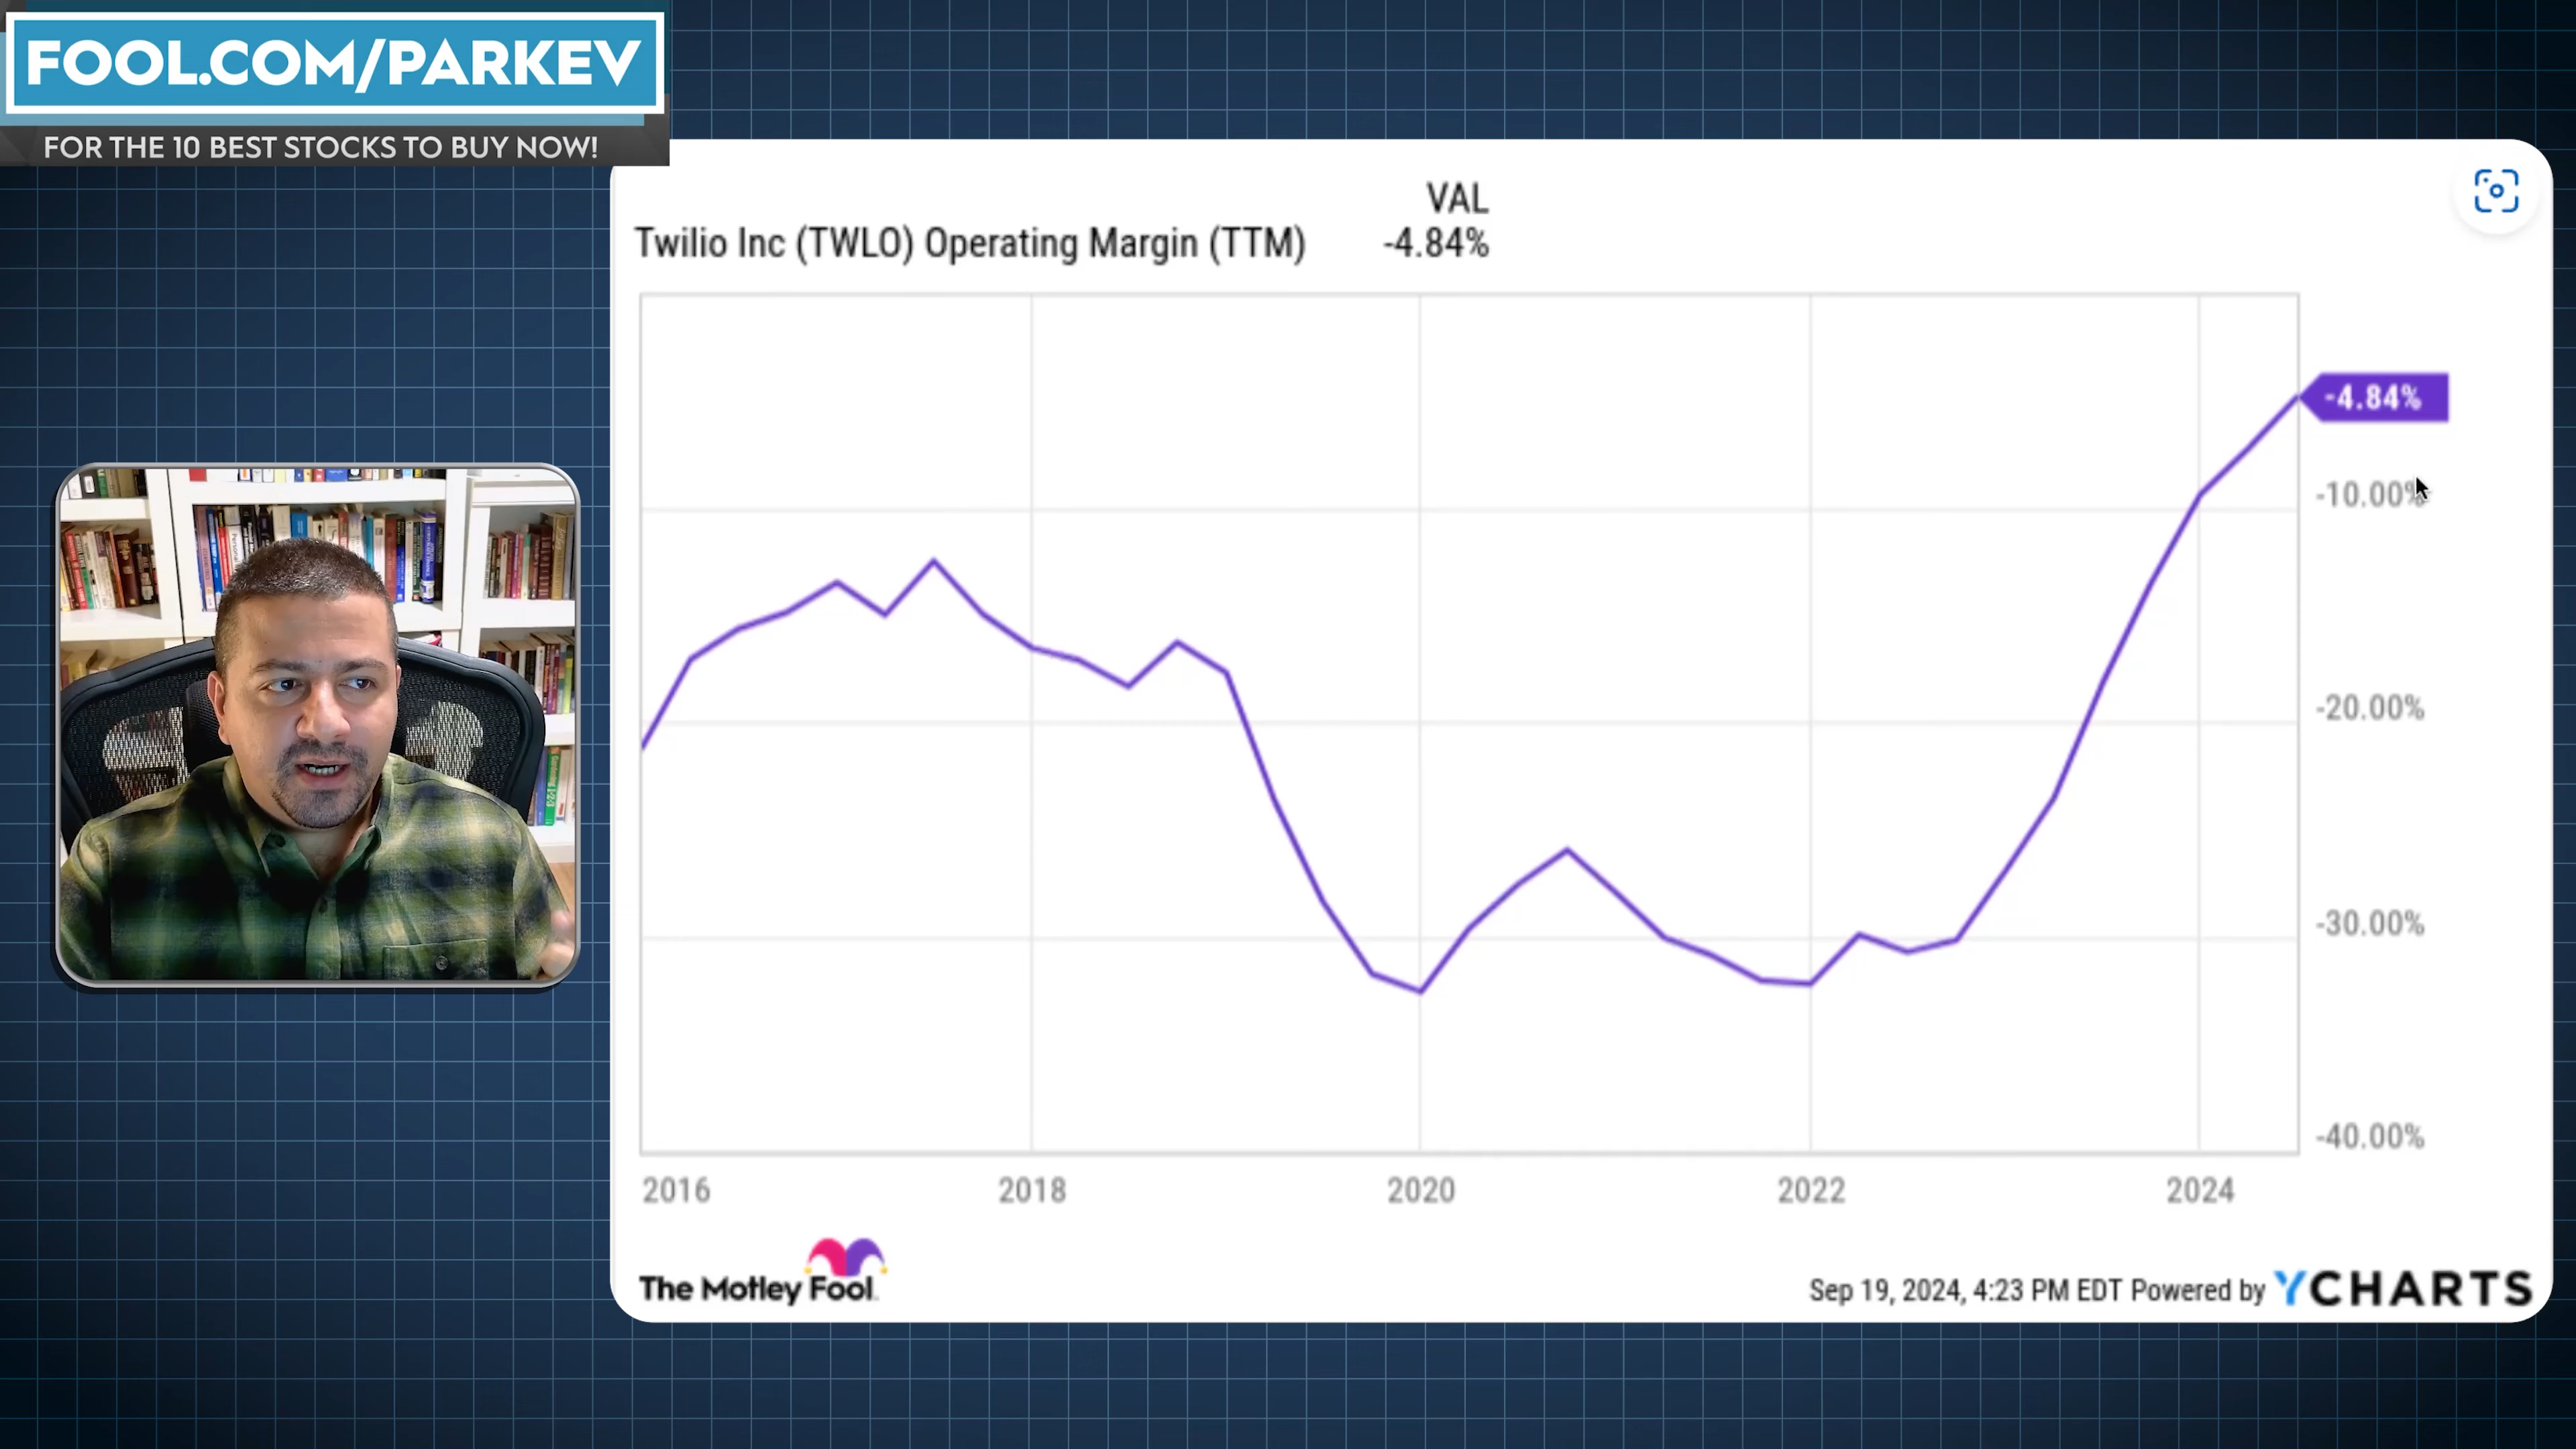 FOOL.COM/PARKEV
FOR THE 10 BEST STOCKS TO BUY NOW!
VAL
Twilio Inc (TWLO) Operating Margin (TTM) -4.84%
-4.84%
-10.00%
-20.00%
-30.00%
-40.00%
2016 2018 2020 2022 2024
The Motley Fool.
Sep 19, 2024, 4:23 PM EDT Powered by YCHARTS